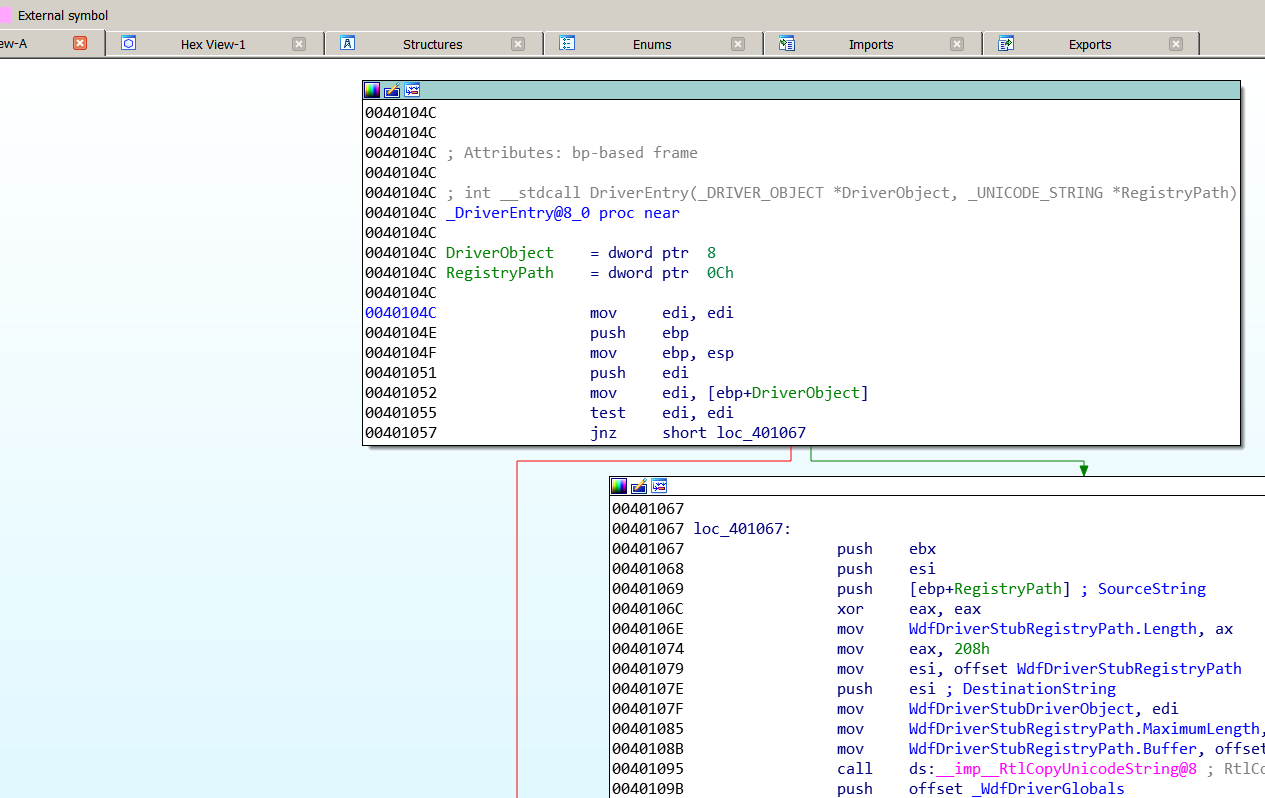 External symbol
ew-A Hex View-1 Structures Enums Imports Exports
0040104C
0040104C
0040104C ; Attributes: bp-based frame
0040104C
0040104C ; int __stdcall DriverEntry(_DRIVER_OBJECT *DriverObject, _UNICODE_STRING *RegistryPath)
0040104C _DriverEntry@8_0 proc near
0040104C
0040104C DriverObject = dword ptr 8
0040104C RegistryPath = dword ptr 0Ch
0040104C
0040104C mov edi, edi
0040104E push ebp
0040104F mov ebp, esp
00401051 push edi
00401052 mov edi, [ebp+DriverObject]
00401055 test edi, edi
00401057 jnz short loc_401067
00401067
00401067 loc_401067:
00401067 push ebx
00401068 push esi
00401069 push [ebp+RegistryPath] ; SourceString
0040106C xor eax, eax
0040106E mov WdfDriverStubRegistryPath.Length, ax
00401074 mov eax, 208h
00401079 mov esi, offset WdfDriverStubRegistryPath
0040107E push esi ; DestinationString
0040107F mov WdfDriverStubDriverObject, edi
00401085 mov WdfDriverStubRegistryPath.MaximumLength,
0040108B mov WdfDriverStubRegistryPath.Buffer, offset
00401095 call ds:__imp__RtlCopyUnicodeString@8 ; RtlCo
0040109B push offset _WdfDriverGlobals